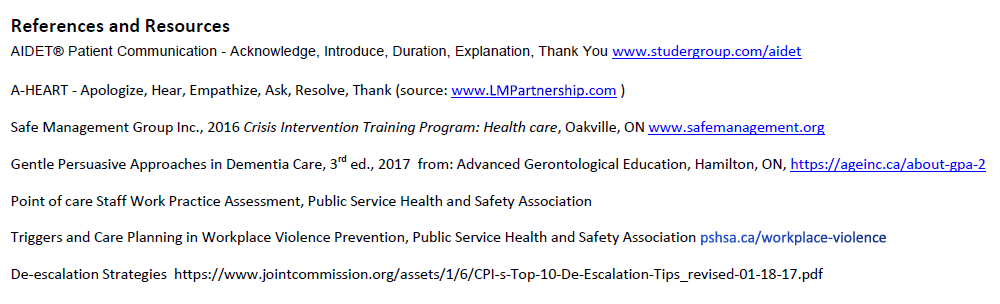 References and Resources
AIDET® Patient Communication - Acknowledge, Introduce, Duration, Explanation, Thank You www.studergroup.com/aidet
A-HEART - Apologize, Hear, Empathize, Ask, Resolve, Thank (source: www.LMPartnership.com )
Safe Management Group Inc., 2016 Crisis Intervention Training Program: Health care, Oakville, ON www.safemanagement.org
Gentle Persuasive Approaches in Dementia Care, 3rd ed., 2017  from: Advanced Gerontological Education, Hamilton, ON, https://ageinc.ca/about-gpa-2
Point of care Staff Work Practice Assessment, Public Service Health and Safety Association
Triggers and Care Planning in Workplace Violence Prevention, Public Service Health and Safety Association pshsa.ca/workplace-violence
De-escalation Strategies  https://www.jointcommission.org/assets/1/6/CPI-s-Top-10-De-Escalation-Tips_revised-01-18-17.pdf